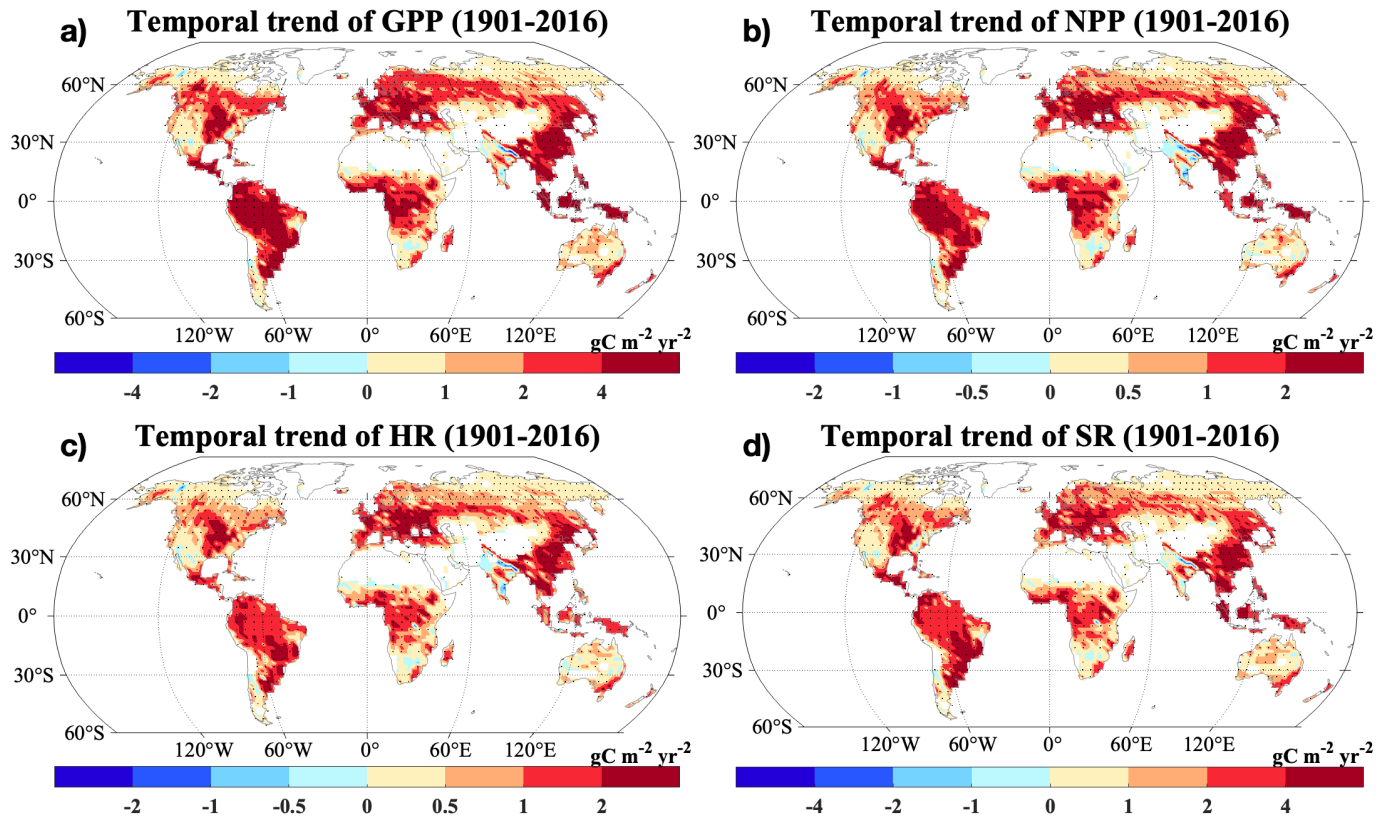 a) Temporal trend of GPP (1901-2016)
60°N
30°N
0°
30°S
60°S
120°W 60°W 0° 60°E 120°E
gC m⁻² yr⁻²
-4 -2 -1 0 1 2 4
b) Temporal trend of NPP (1901-2016)
60°N
30°N
0°
30°S
60°S
120°W 60°W 0° 60°E 120°E
gC m⁻² yr⁻²
-2 -1 -0.5 0 0.5 1 2
c) Temporal trend of HR (1901-2016)
60°N
30°N
0°
30°S
60°S
120°W 60°W 0° 60°E 120°E
gC m⁻² yr⁻²
-2 -1 -0.5 0 0.5 1 2
d) Temporal trend of SR (1901-2016)
60°N
30°N
0°
30°S
60°S
120°W 60°W 0° 60°E 120°E
gC m⁻² yr⁻²
-4 -2 -1 0 1 2 4